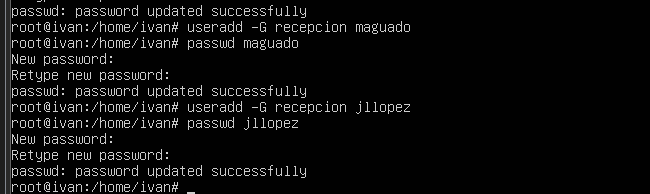 passwd: password updated successfully
root@ivan:/home/ivan# useradd -G recepcion maguado
root@ivan:/home/ivan# passwd maguado
New password:
Retype new password:
passwd: password updated successfully
root@ivan:/home/ivan# useradd -G recepcion jllopez
root@ivan:/home/ivan# passwd jllopez
New password:
Retype new password:
passwd: password updated successfully
root@ivan:/home/ivan# _